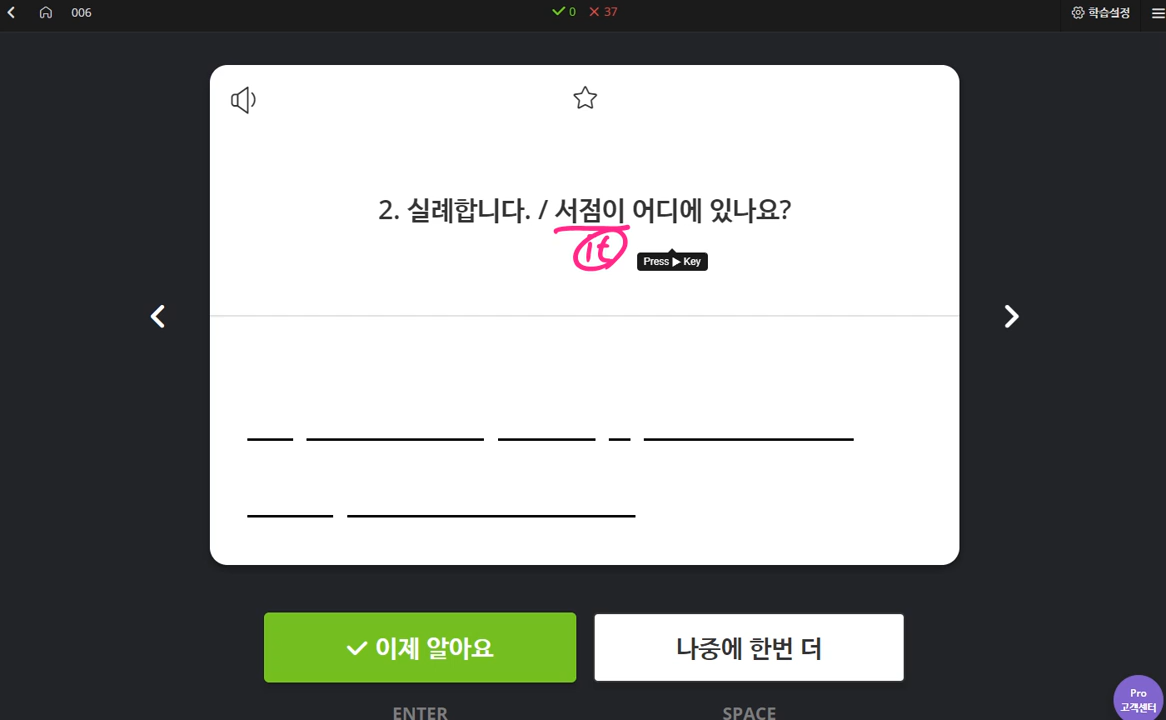 006
0
37
학습설정
2. 실례합니다. / 서점이 어디에 있나요?
it
Press ▶ Key
이제 알아요
나중에 한번 더
ENTER
SPACE
Pro
고객센터